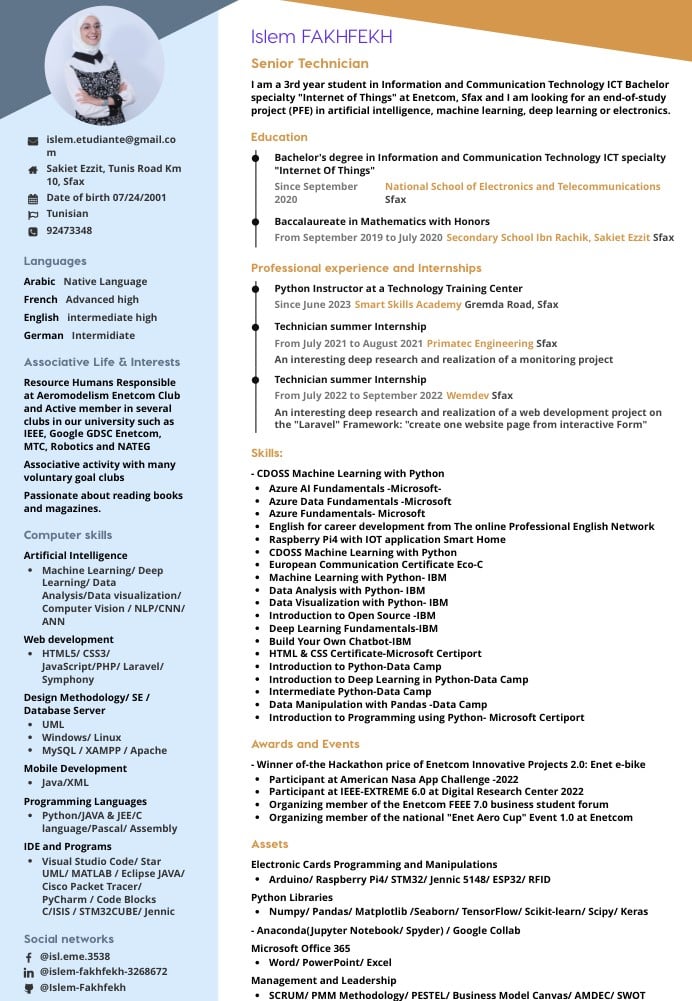 islem.etudiante@gmail.co
m
Sakiet Ezzit, Tunis Road Km
10, Sfax
Date of birth 07/24/2001
Tunisian
92473348
Languages
Arabic Native Language
French Advanced high
English intermediate high
German Intermidiate
Associative Life & Interests
Resource Humans Responsible
at Aeromodelism Enetcom Club
and Active member in several
clubs in our university such as
IEEE, Google GDSC Enetcom,
MTC, Robotics and NATEG
Associative activity with many
voluntary goal clubs
Passionate about reading books
and magazines.
Computer skills
Artificial Intelligence
• Machine Learning/ Deep
Learning/ Data
Analysis/Data visualization/
Computer Vision / NLP/CNN/
ANN
Web development
• HTML5/ CSS3/
JavaScript/PHP/ Laravel/
Symphony
Design Methodology/ SE /
Database Server
• UML
• Windows/ Linux
• MySQL / XAMPP / Apache
Mobile Development
• Java/XML
Programming Languages
• Python/JAVA & JEE/C
language/Pascal/ Assembly
IDE and Programs
• Visual Studio Code/ Star
UML/ MATLAB / Eclipse JAVA/
Cisco Packet Tracer/
PyCharm / Code Blocks
C/ISIS / STM32CUBE/ Jennic
Social networks
@isl.eme.3538
@islem-fakhfekh-3268672
@Islem-Fakhfekh
Islem FAKHFEKH
Senior Technician
I am a 3rd year student in Information and Communication Technology ICT Bachelor
specialty "Internet of Things" at Enetcom, Sfax and I am looking for an end-of-study
project (PFE) in artificial intelligence, machine learning, deep learning or electronics.
Education
Bachelor's degree in Information and Communication Technology ICT specialty
"Internet Of Things"
Since September National School of Electronics and Telecommunications
2020 Sfax
Baccalaureate in Mathematics with Honors
From September 2019 to July 2020 Secondary School Ibn Rachik, Sakiet Ezzit Sfax
Professional experience and Internships
Python Instructor at a Technology Training Center
Since June 2023 Smart Skills Academy Gremda Road, Sfax
Technician summer Internship
From July 2021 to August 2021 Primatec Engineering Sfax
An interesting deep research and realization of a monitoring project
Technician summer Internship
From July 2022 to September 2022 Wemdev Sfax
An interesting deep research and realization of a web development project on
the "Laravel" Framework: "create one website page from interactive Form"
Skills:
- CDOSS Machine Learning with Python
• Azure AI Fundamentals -Microsoft-
• Azure Data Fundamentals -Microsoft
• Azure Fundamentals- Microsoft
• English for career development from The online Professional English Network
• Raspberry Pi4 with IOT application Smart Home
• CDOSS Machine Learning with Python
• European Communication Certificate Eco-C
• Machine Learning with Python- IBM
• Data Analysis with Python- IBM
• Data Visualization with Python- IBM
• Introduction to Open Source -IBM
• Deep Learning Fundamentals-IBM
• Build Your Own Chatbot-IBM
• HTML & CSS Certificate-Microsoft Certiport
• Introduction to Python-Data Camp
• Introduction to Deep Learning in Python-Data Camp
• Intermediate Python-Data Camp
• Data Manipulation with Pandas -Data Camp
• Introduction to Programming using Python- Microsoft Certiport
Awards and Events
- Winner of-the Hackathon price of Enetcom Innovative Projects 2.0: Enet e-bike
• Participant at American Nasa App Challenge -2022
• Participant at IEEE-EXTREME 6.0 at Digital Research Center 2022
• Organizing member of the Enetcom FEEE 7.0 business student forum
• Organizing member of the national "Enet Aero Cup" Event 1.0 at Enetcom
Assets
Electronic Cards Programming and Manipulations
• Arduino/ Raspberry Pi4/ STM32/ Jennic 5148/ ESP32/ RFID
Python Libraries
• Numpy/ Pandas/ Matplotlib /Seaborn/ TensorFlow/ Scikit-learn/ Scipy/ Keras
- Anaconda(Jupyter Notebook/ Spyder) / Google Collab
Microsoft Office 365
• Word/ PowerPoint/ Excel
Management and Leadership
• SCRUM/ PMM Methodology/ PESTEL/ Business Model Canvas/ AMDEC/ SWOT